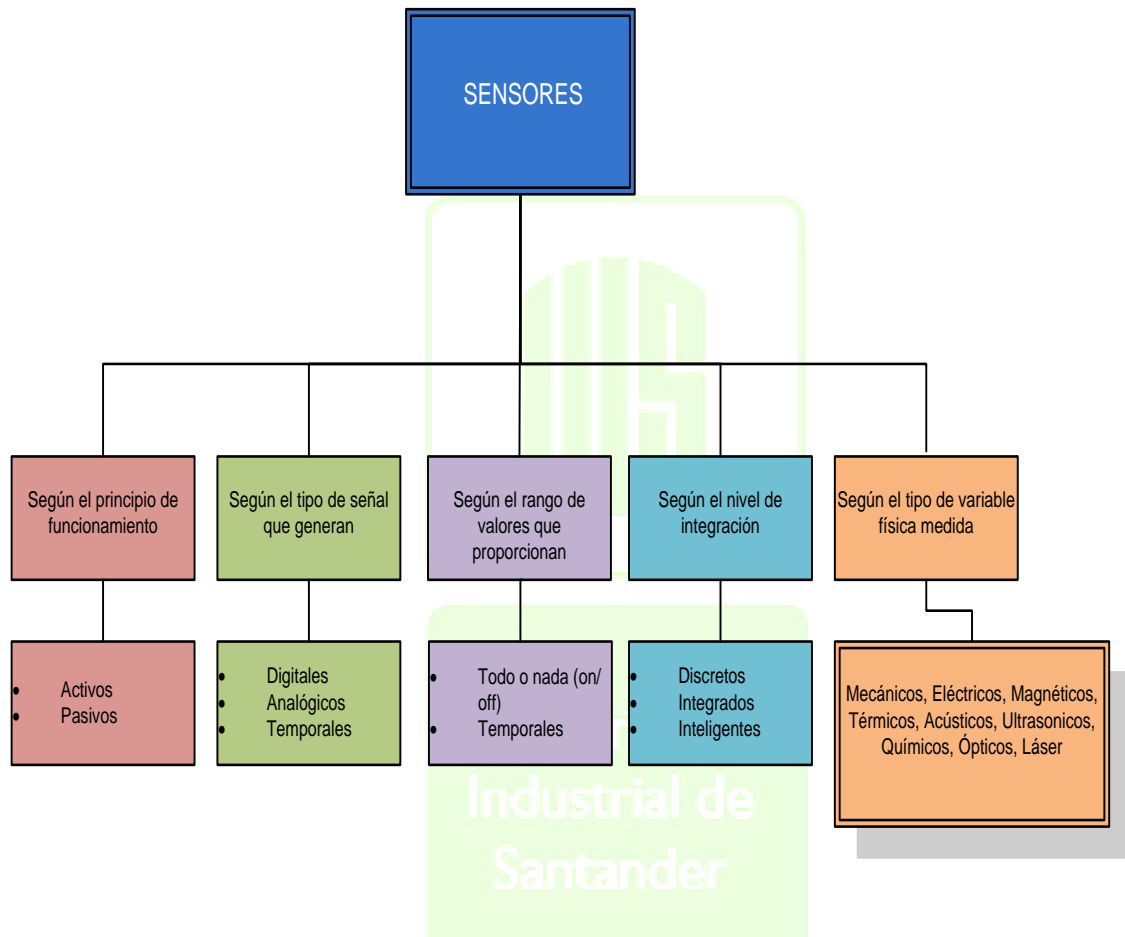 SENSORES
Según el principio de
funcionamiento
Según el tipo de señal
que generan
Según el rango de
valores que
proporcionan
Según el nivel de
integración
Según el tipo de variable
física medida
• Activos
• Pasivos
• Digitales
• Analógicos
• Temporales
• Todo o nada (on/
off)
• Temporales
• Discretos
• Integrados
• Inteligentes
Mecánicos, Eléctricos, Magnéticos,
Térmicos, Acústicos, Ultrasonicos,
Químicos, Ópticos, Láser
Industrial de
Santander